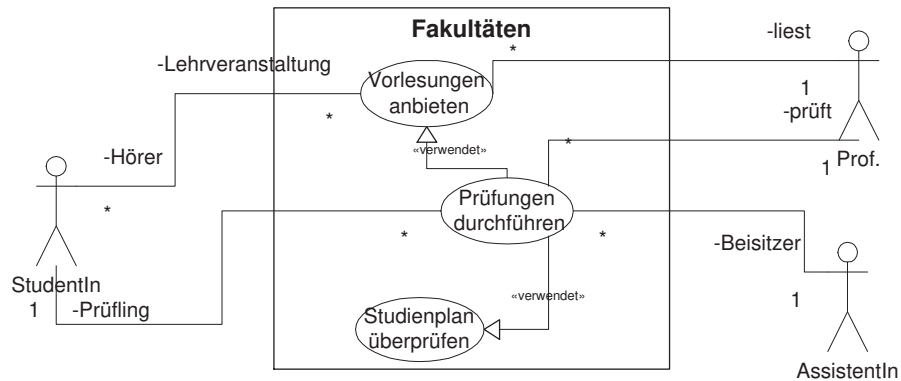 Fakultäten
-liest
*
-Lehrveranstaltung
Vorlesungen
anbieten
*
1
-prüft
«verwendet»
*
-Hörer
1
Prof.
*
Prüfungen
durchführen
*
*
-Beisitzer
StudentIn
1
-Prüfling
«verwendet»
1
Studienplan
überprüfen
AssistentIn